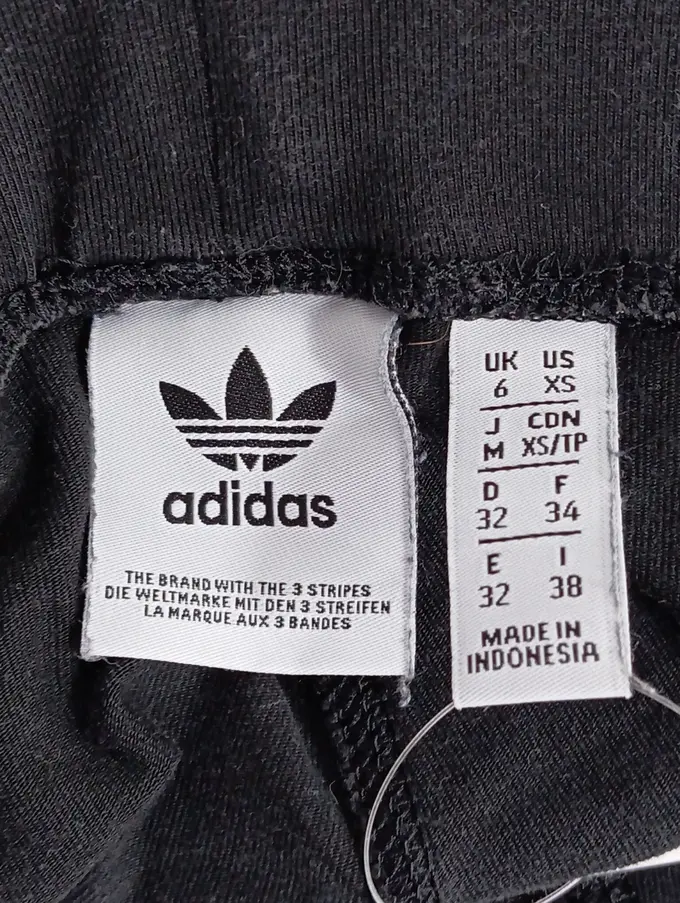 adidas
THE BRAND WITH THE 3 STRIPES
DIE WELTMARKE MIT DEN 3 STREIFEN
LA MARQUE AUX 3 BANDES
UK US
6 XS
J CDN
M XS/TP
D F
32 34
E I
32 38
MADE IN
INDONESIA